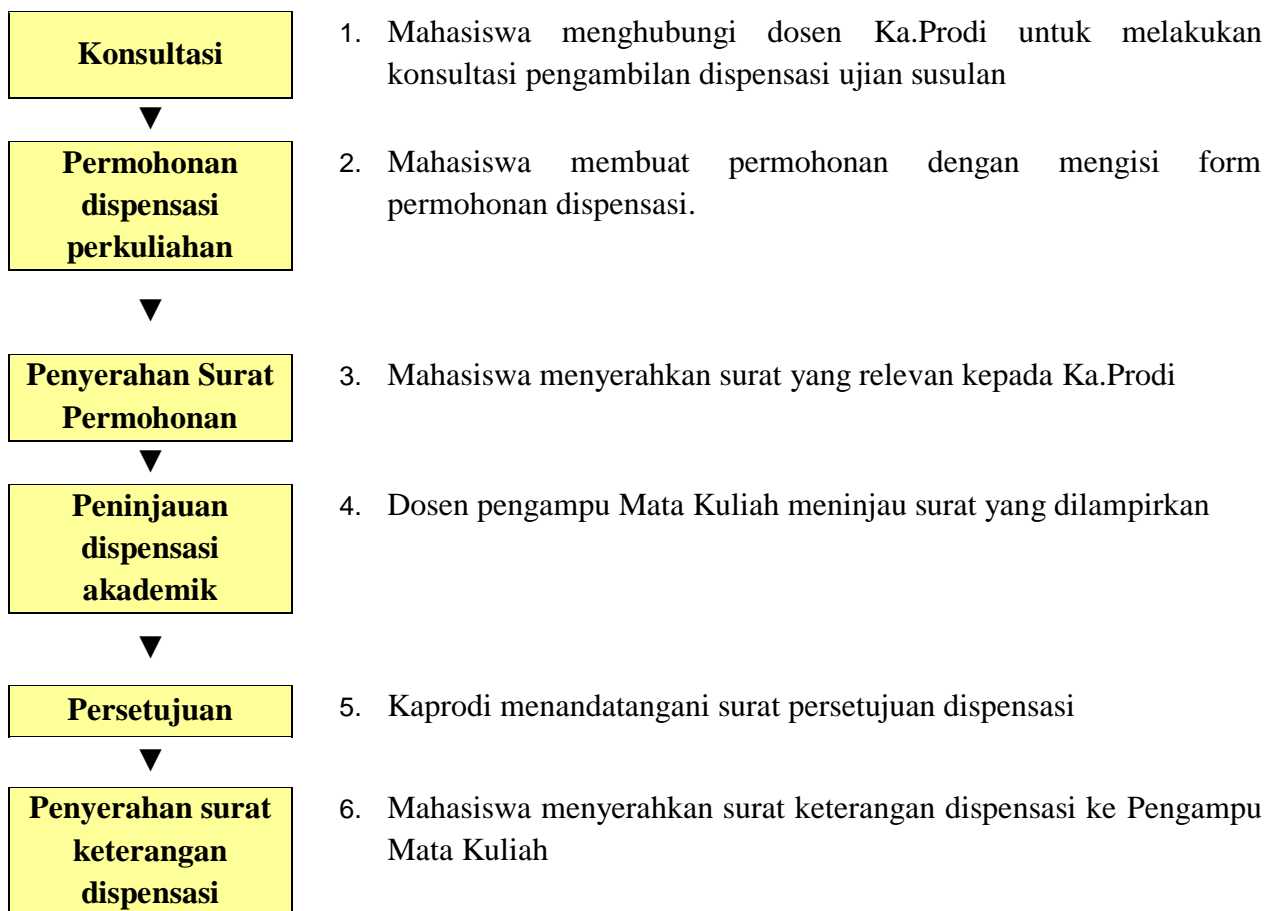 Konsultasi
1. Mahasiswa menghubungi dosen Ka.Prodi untuk melakukan
konsultasi pengambilan dispensasi ujian susulan
▼
Permohonan
dispensasi
perkuliahan
2. Mahasiswa membuat permohonan dengan mengisi form
permohonan dispensasi.
▼
Penyerahan Surat
Permohonan
3. Mahasiswa menyerahkan surat yang relevan kepada Ka.Prodi
▼
Peninjauan
dispensasi
akademik
4. Dosen pengampu Mata Kuliah meninjau surat yang dilampirkan
▼
Persetujuan
5. Kaprodi menandatangani surat persetujuan dispensasi
▼
Penyerahan surat
keterangan
dispensasi
6. Mahasiswa menyerahkan surat keterangan dispensasi ke Pengampu
Mata Kuliah